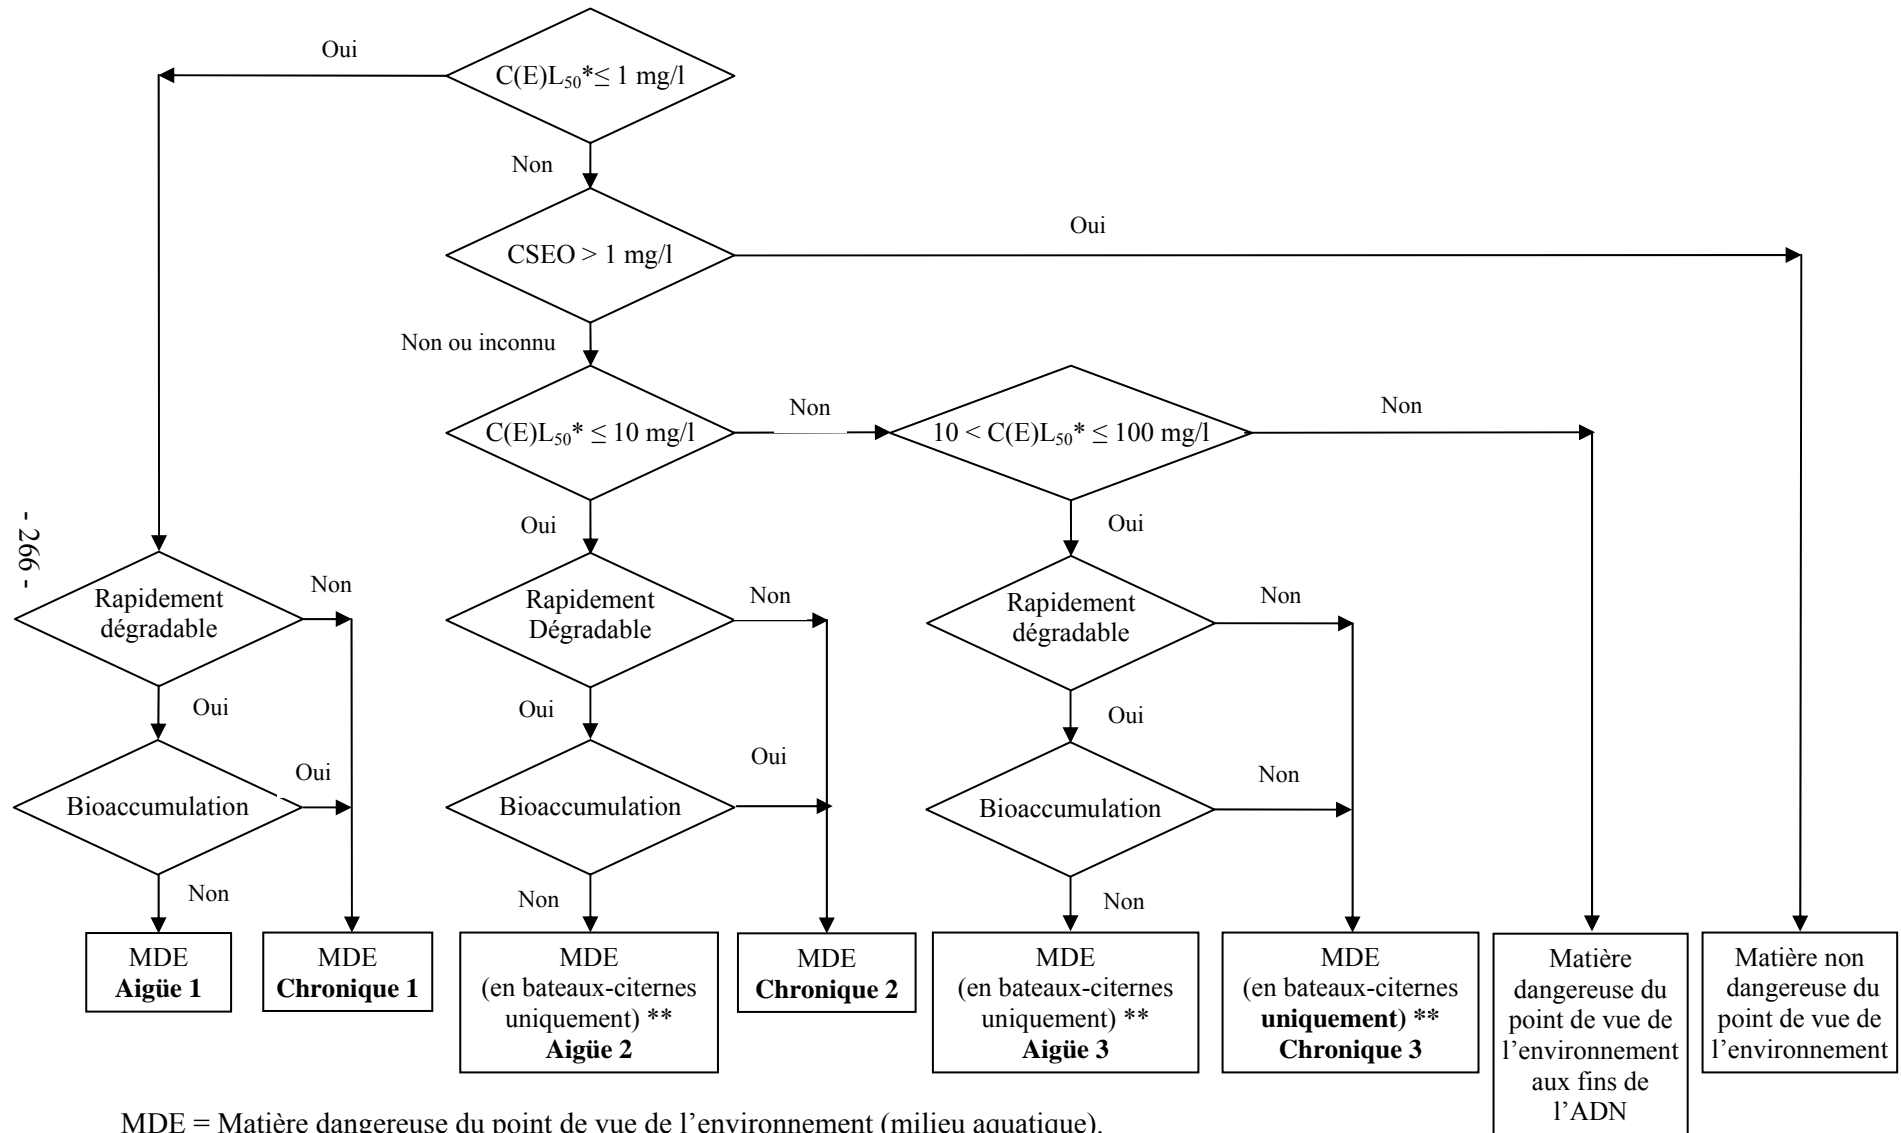 Oui
C(E)L50*≤ 1 mg/l
Non
Oui
CSEO > 1 mg/l
Non ou inconnu
C(E)L50* ≤ 10 mg/l
Non
10 < C(E)L50* ≤ 100 mg/l
Non
- 266 -
Oui
Oui
Rapidement
dégradable
Non
Rapidement
Dégradable
Non
Rapidement
dégradable
Non
Oui
Oui
Oui
Bioaccumulation
Oui
Bioaccumulation
Oui
Bioaccumulation
Non
Non
Non
Non
MDE
Aigüe 1
MDE
Chronique 1
MDE
(en bateaux-citernes
uniquement) **
Aigüe 2
MDE
Chronique 2
MDE
(en bateaux-citernes
uniquement) **
Aigüe 3
MDE
(en bateaux-citernes
uniquement) **
Chronique 3
Matière
dangereuse du
point de vue de
l’environnement
aux fins de
l’ADN
Matière non
dangereuse du
point de vue de
l’environnement
MDE = Matière dangereuse du point de vue de l’environnement (milieu aquatique).